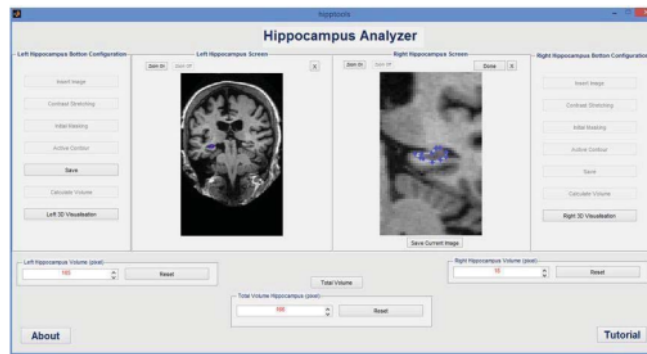 hipptools
Hippocampus Analyzer
Left Hippocampus Botton Configuration
Left Hippocampus Screen
Right Hippocampus Screen
Right Hippocampus Botton Configuration
Zoom In
Zoom Off
X
Zoom In
Zoom Off
Done
X
Insert Image
Contrast Stretching
Initial Masking
Active Contour
Save
Calculate Volume
Left 3D Visualisation
Insert Image
Contrast Stretching
Initial Masking
Active Contour
Save
Calculate Volume
Right 3D Visualisation
Save Current Image
Left Hippocampus Volume (pixel)
Reset
Right Hippocampus Volume (pixel)
Reset
Total Volume
Total Volume Hippocampus (pixel)
Reset
About
Tutorial